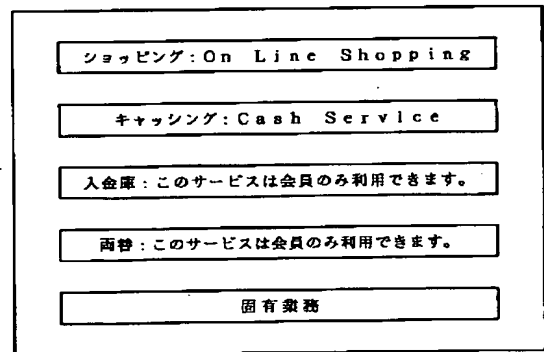 ショッピング：On Line Shopping
キャッシング：Cash Service
入金庫：このサービスは会員のみ利用できます。
両替：このサービスは会員のみ利用できます。
固有業務